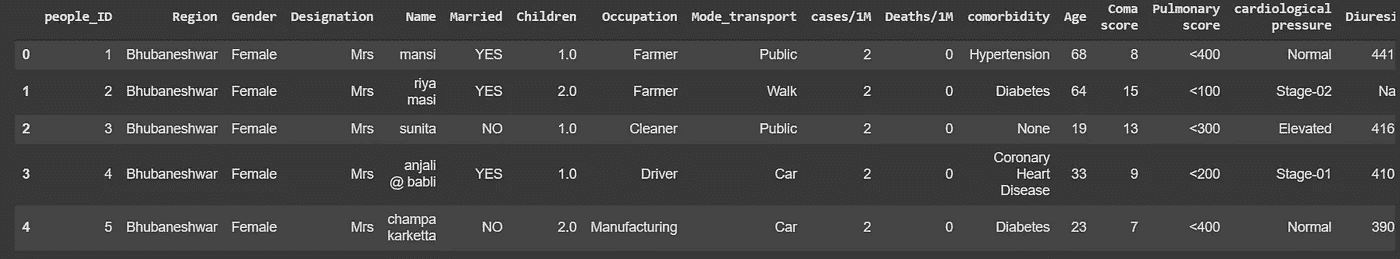 people_ID Region Gender Designation Name Married Children Occupation Mode_transport cases/1M Deaths/1M comorbidity Age Coma score Pulmonary score cardiological pressure Diuresi
0 1 Bhubaneshwar Female Mrs mansi YES 1.0 Farmer Public 2 0 Hypertension 68 8 <400 Normal 441
1 2 Bhubaneshwar Female Mrs riya masi YES 2.0 Farmer Walk 2 0 Diabetes 64 15 <100 Stage-02 Na
2 3 Bhubaneshwar Female Mrs sunita NO 1.0 Cleaner Public 2 0 None 19 13 <300 Elevated 416
3 4 Bhubaneshwar Female Mrs anjali @ babli YES 1.0 Driver Car 2 0 Coronary Heart Disease 33 9 <200 Stage-01 410
4 5 Bhubaneshwar Female Mrs champa karketta NO 2.0 Manufacturing Car 2 0 Diabetes 23 7 <400 Normal 390